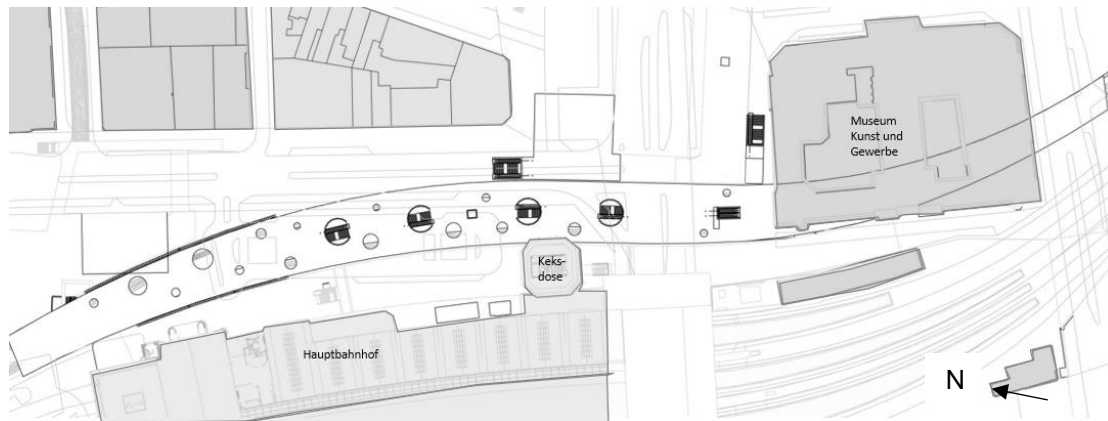 Museum
Kunst und
Gewerbe
Keks-
dose
Hauptbahnhof
N